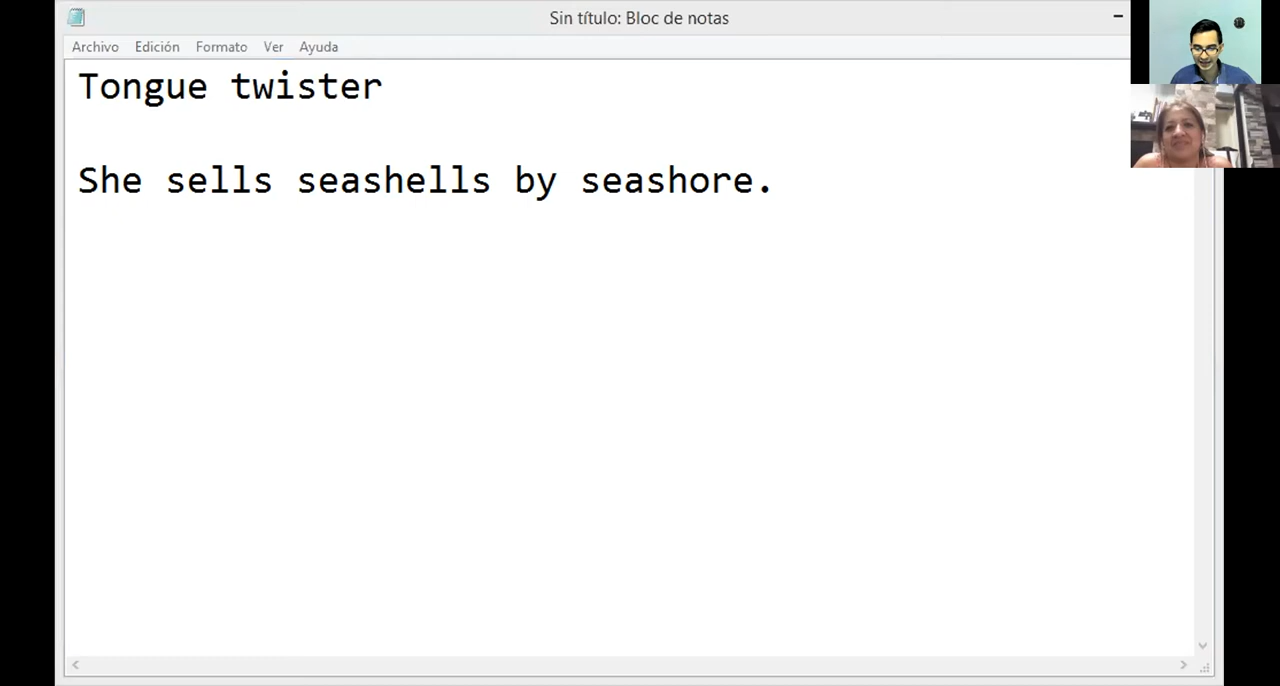 Sin título: Bloc de notas
Archivo Edición Formato Ver Ayuda
Tongue twister
She sells seashells by seashore.